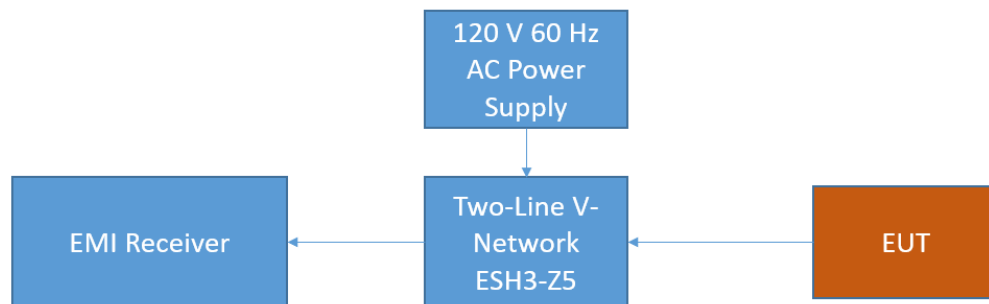 120 V 60 Hz
AC Power
Supply
EMI Receiver
Two-Line V-
Network
ESH3-Z5
EUT